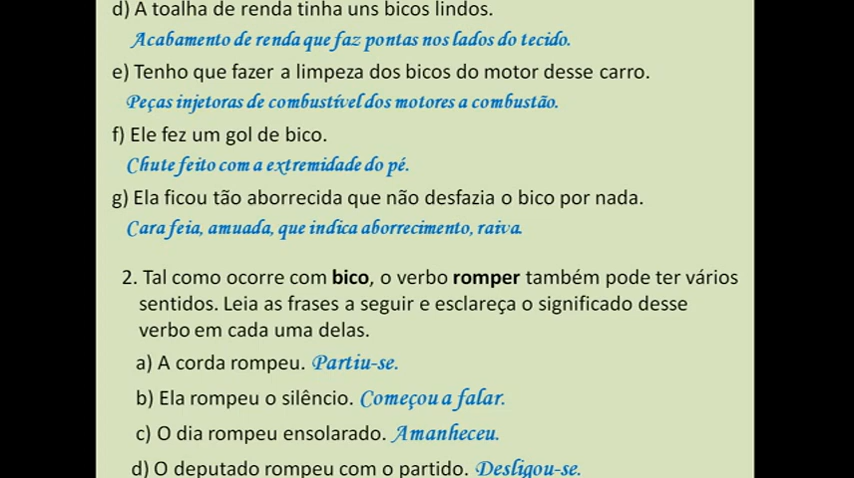 d) A toalha de renda tinha uns bicos lindos.
Acabamento de renda que faz pontas nos lados do tecido.
e) Tenho que fazer a limpeza dos bicos do motor desse carro.
Peças injetoras de combustível dos motores a combustão.
f) Ele fez um gol de bico.
Chute feito com a extremidade do pé.
g) Ela ficou tão aborrecida que não desfazia o bico por nada.
Cara feia, amuada, que indica aborrecimento, raiva.
2. Tal como ocorre com bico, o verbo romper também pode ter vários
sentidos. Leia as frases a seguir e esclareça o significado desse
verbo em cada uma delas.
a) A corda rompeu. Partiu-se.
b) Ela rompeu o silêncio. Começou a falar.
c) O dia rompeu ensolarado. Amanheceu.
d) O deputado rompeu com o partido. Desligou-se.